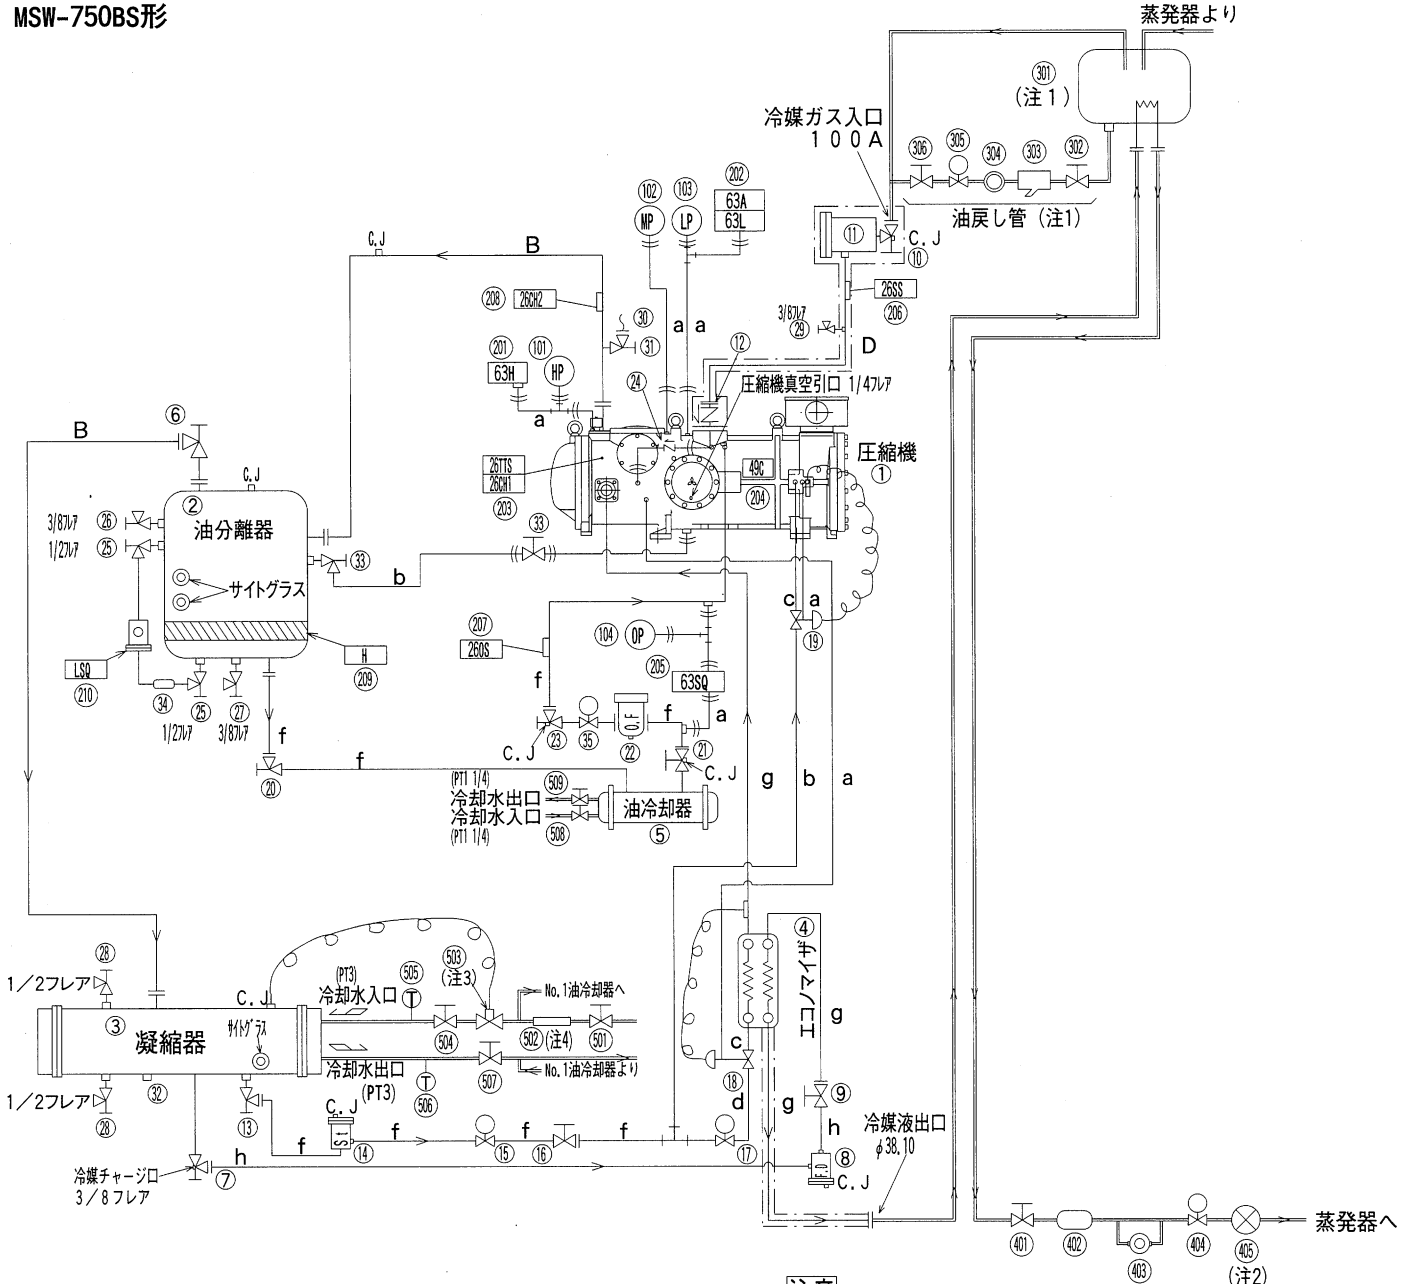 MSW-750BS形
蒸発器より
301
(注1)
冷媒ガス入口
100A
306
305
304
303
302
油戻し管 (注1)
102
103
202
MP
LP
63A
63L
11
C.J
10
C.J
B
208
26CH2
26SS
206
3/8フレア
29
D
30
31
a
a
12
201
101
63H
HP
24
圧縮機真空引口 1/4フレア
a
6
B
26TTS
26CH1
203
49C
204
圧縮機
1
C.J
2
油分離器
3/8フレア
26
1/2フレア
25
33
33
b
サイトグラス
c
a
19
207
26OS
104
OP
205
63SQ
LSQ
210
H
209
34
25
27
1/2フレア
3/8フレア
f
f
a
f
O.F
23
35
22
21
C.J
C.J
20
f
g
b
a
(PT1 1/4)
509
冷却水出口
冷却水入口
508
(PT1 1/4)
油冷却器
5
28
1/2フレア
C.J
3
凝縮器
サイトグラス
(PT3)
冷却水入口
505
T
503
(注3)
No.1油冷却器へ
504
502
(注4)
501
冷却水出口
(PT3)
T
506
507
No.1油冷却器より
4
エコノマイザ
g
c
18
d
g
9
h
1/2フレア
28
32
13
C.J
St
14
f
f
15
f
16
f
17
冷媒液出口
φ38.10
冷媒チャージ口
3/8フレア
7
h
8
F.D
C.J
401
402
403
404
405
(注2)
蒸発器へ